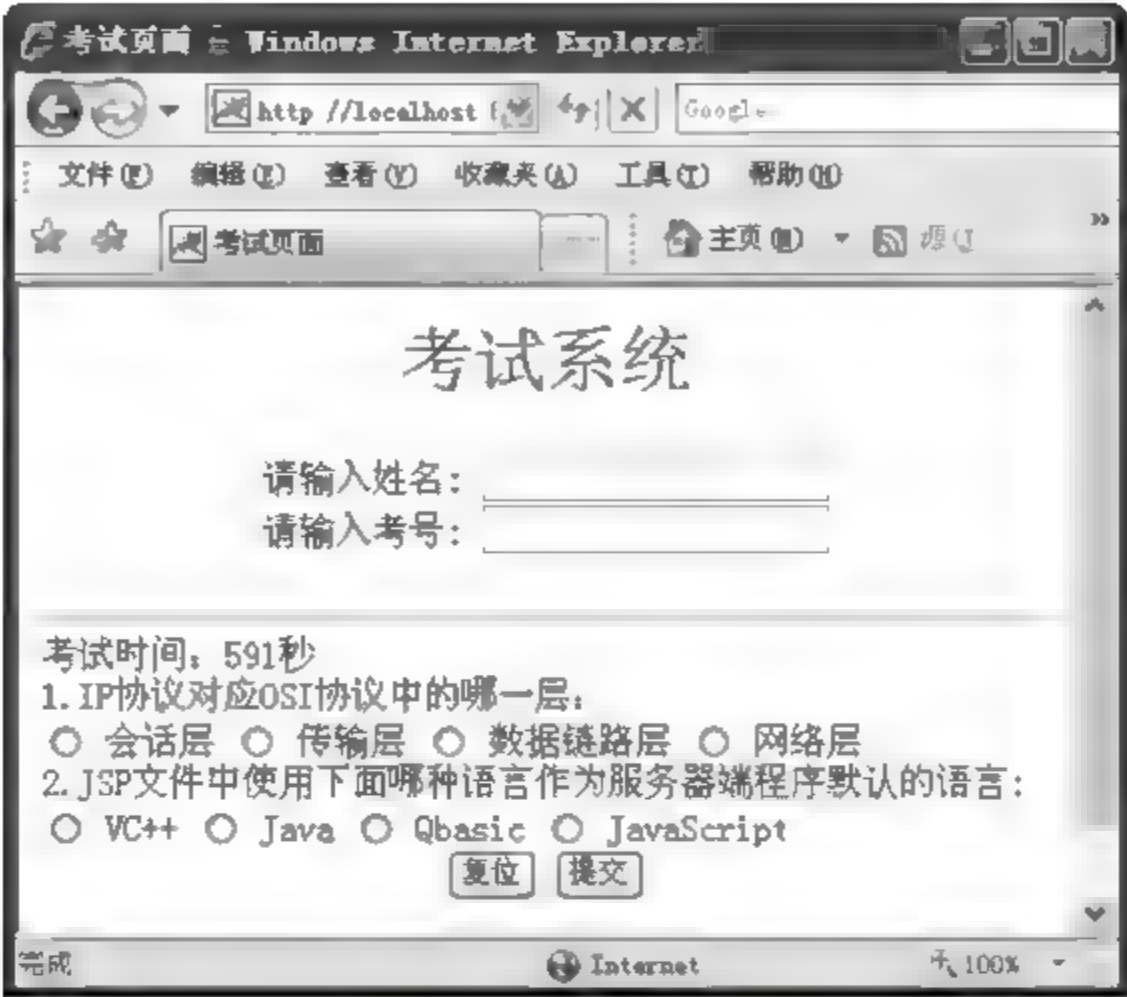 考试页面 - Windows Internet Explorer
http //localhost
Google
文件(F) 编辑(E) 查看(V) 收藏夹(A) 工具(T) 帮助(H)
考试页面 主页(M) 源(J
考试系统
请输入姓名:
请输入考号:
考试时间: 591秒
1.IP协议对应OSI协议中的哪一层:
会话层 传输层 数据链路层 网络层
2.JSP文件中使用下面哪种语言作为服务器端程序默认的语言:
VC++ Java Qbasic JavaScript
复位 提交
完成 Internet 100%